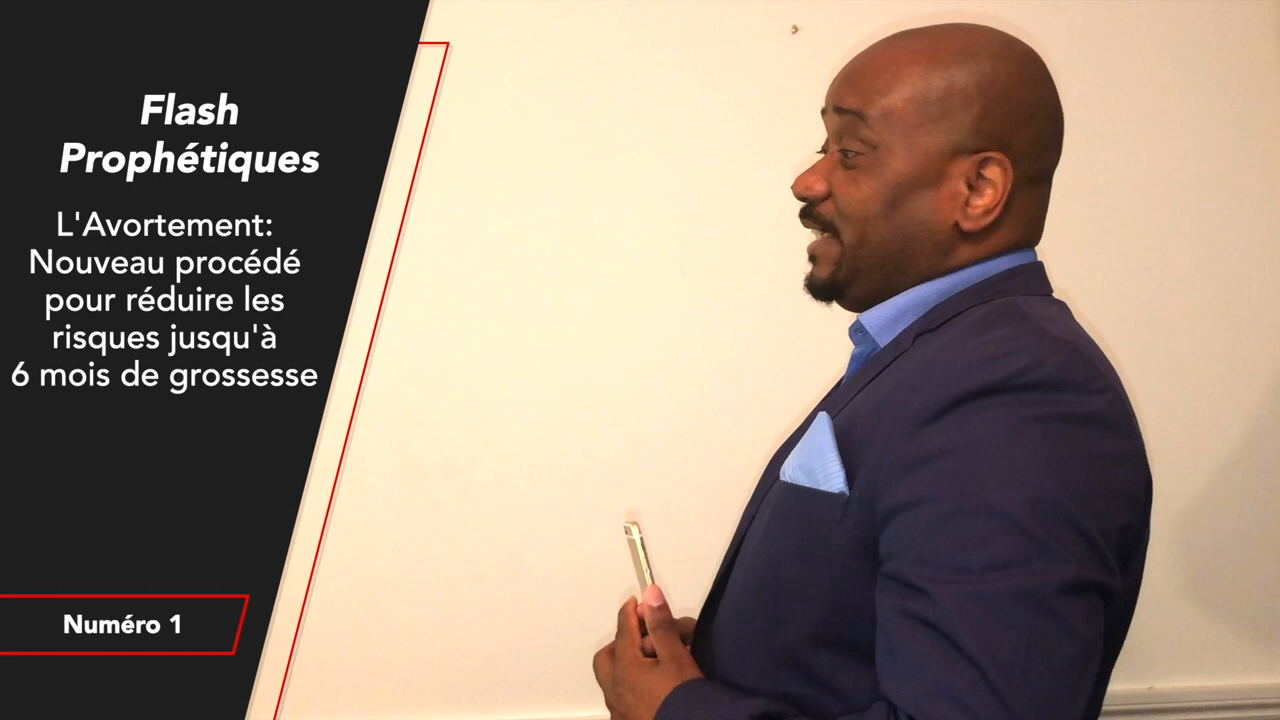 Flash
Prophétiques
L'Avortement:
Nouveau procédé
pour réduire les
risques jusqu'à
6 mois de grossesse
Numéro 1